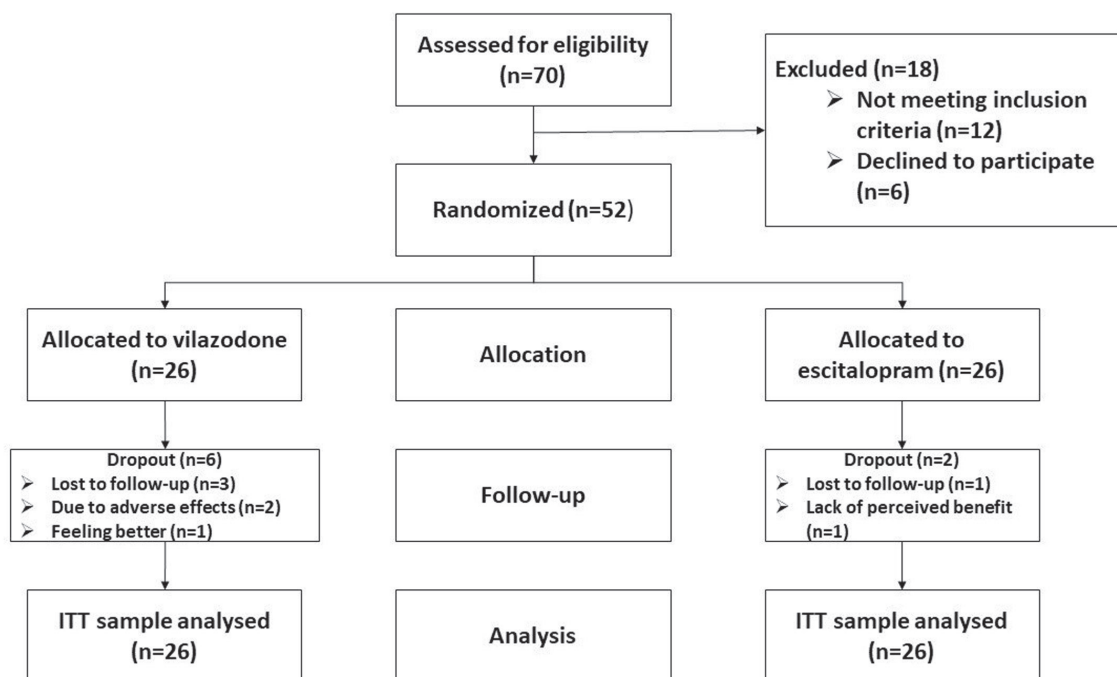 Assessed for eligibility
(n=70)
Excluded (n=18)
➢ Not meeting inclusion
criteria (n=12)
➢ Declined to participate
(n=6)
Randomized (n=52)
Allocated to vilazodone
(n=26)
Allocation
Allocated to
escitalopram (n=26)
Dropout (n=6)
➢ Lost to follow-up (n=3)
➢ Due to adverse effects (n=2)
➢ Feeling better (n=1)
Follow-up
Dropout (n=2)
➢ Lost to follow-up (n=1)
➢ Lack of perceived benefit
(n=1)
ITT sample analysed
(n=26)
Analysis
ITT sample analysed
(n=26)